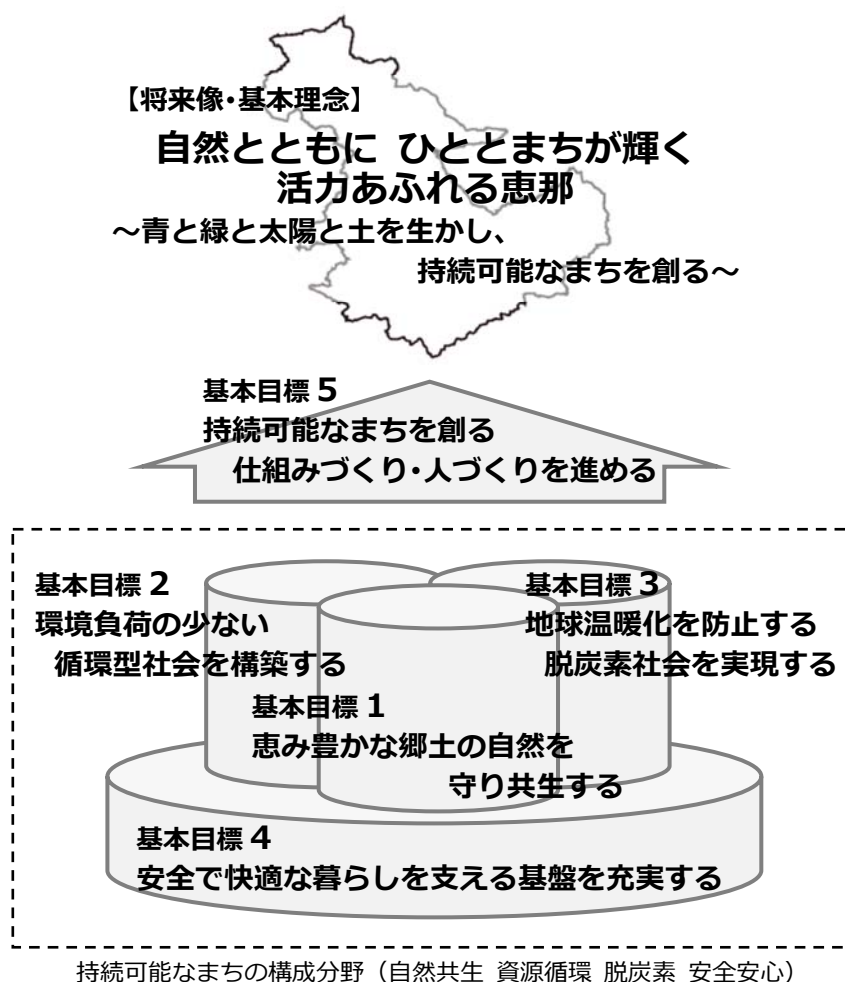 【将来像・基本理念】
自然とともに ひととまちが輝く
活力あふれる恵那
～青と緑と太陽と土を生かし、
持続可能なまちを創る～
基本目標 5
持続可能なまちを創る
仕組みづくり・人づくりを進める
基本目標 2
環境負荷の少ない
循環型社会を構築する
基本目標 3
地球温暖化を防止する
脱炭素社会を実現する
基本目標 1
恵み豊かな郷土の自然を
守り共生する
基本目標 4
安全で快適な暮らしを支える基盤を充実する
持続可能なまちの構成分野（自然共生 資源循環 脱炭素 安全安心）